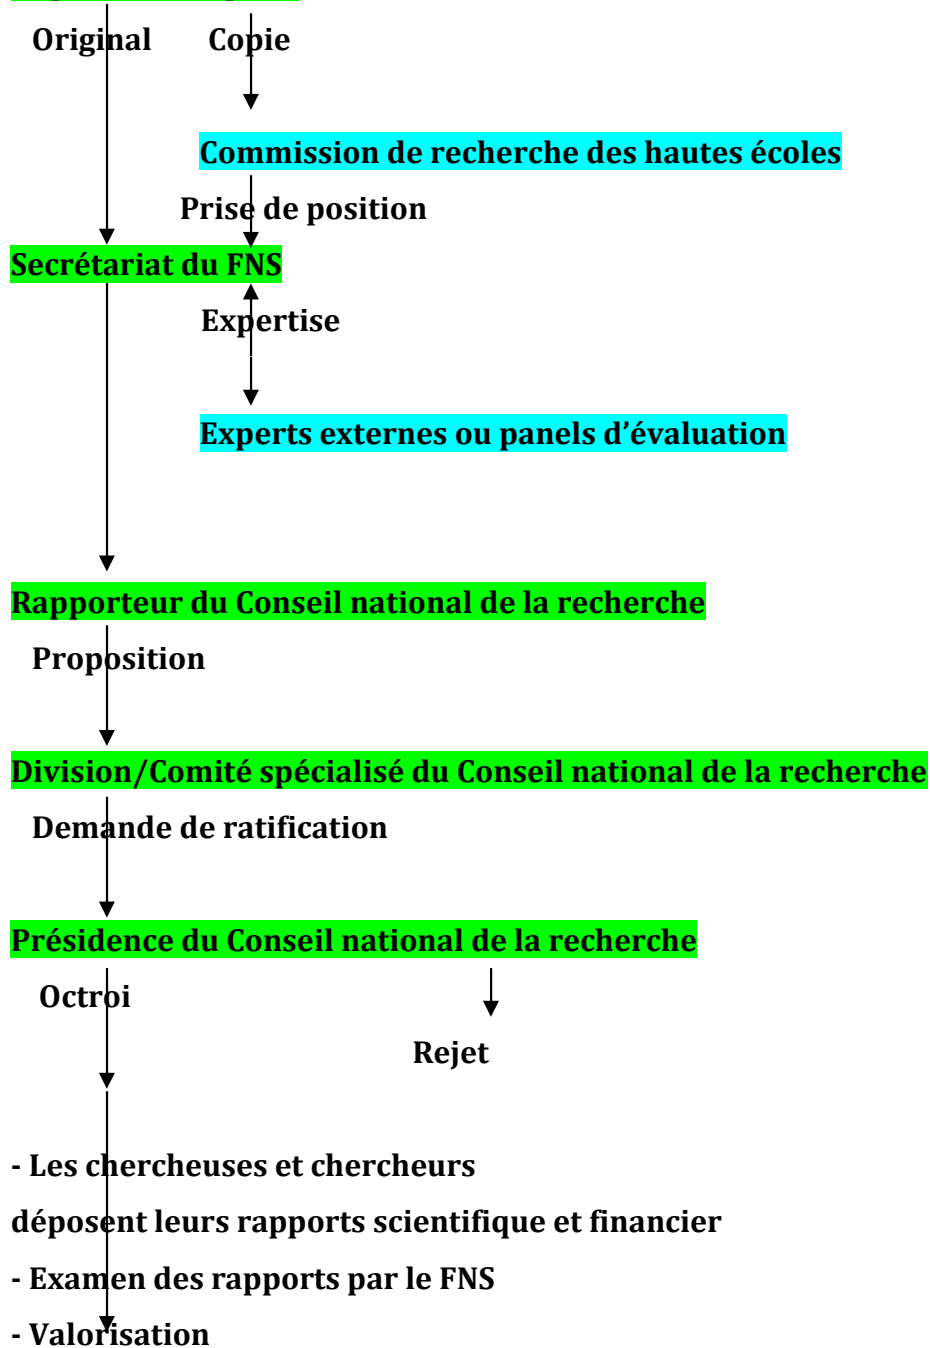 Original Copie
Commission de recherche des hautes écoles
Prise de position
Secrétariat du FNS
Expertise
Experts externes ou panels d'évaluation
Rapporteur du Conseil national de la recherche
Proposition
Division/Comité spécialisé du Conseil national de la recherche
Demande de ratification
Présidence du Conseil national de la recherche
Octroi
Rejet
- Les chercheuses et chercheurs
déposent leurs rapports scientifique et financier
- Examen des rapports par le FNS
- Valorisation